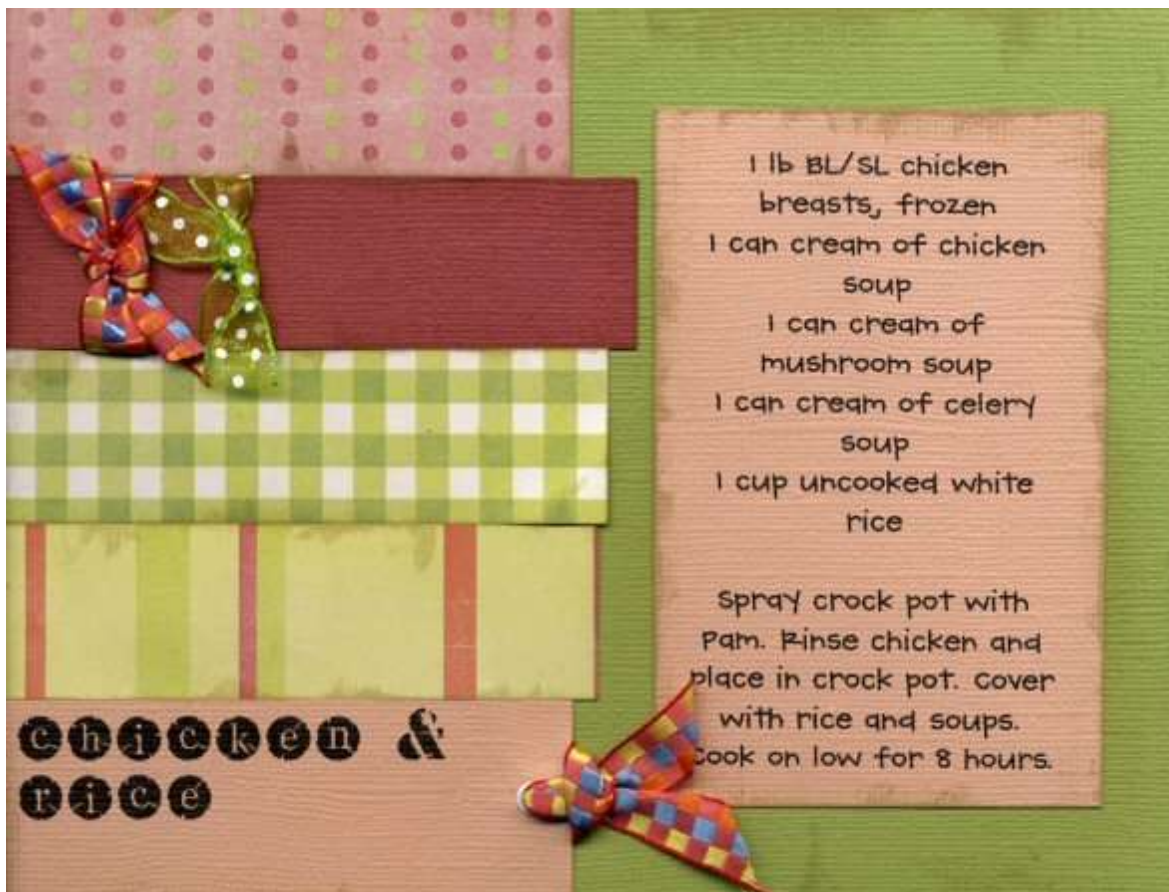 1 lb BL/SL chicken
breasts, frozen
1 can cream of chicken
soup
1 can cream of
mushroom soup
1 can cream of celery
soup
1 cup uncooked white
rice
Spray crock pot with
Pam. Rinse chicken and
place in crock pot. Cover
with rice and soups.
Cook on low for 8 hours.
chicken &
rice